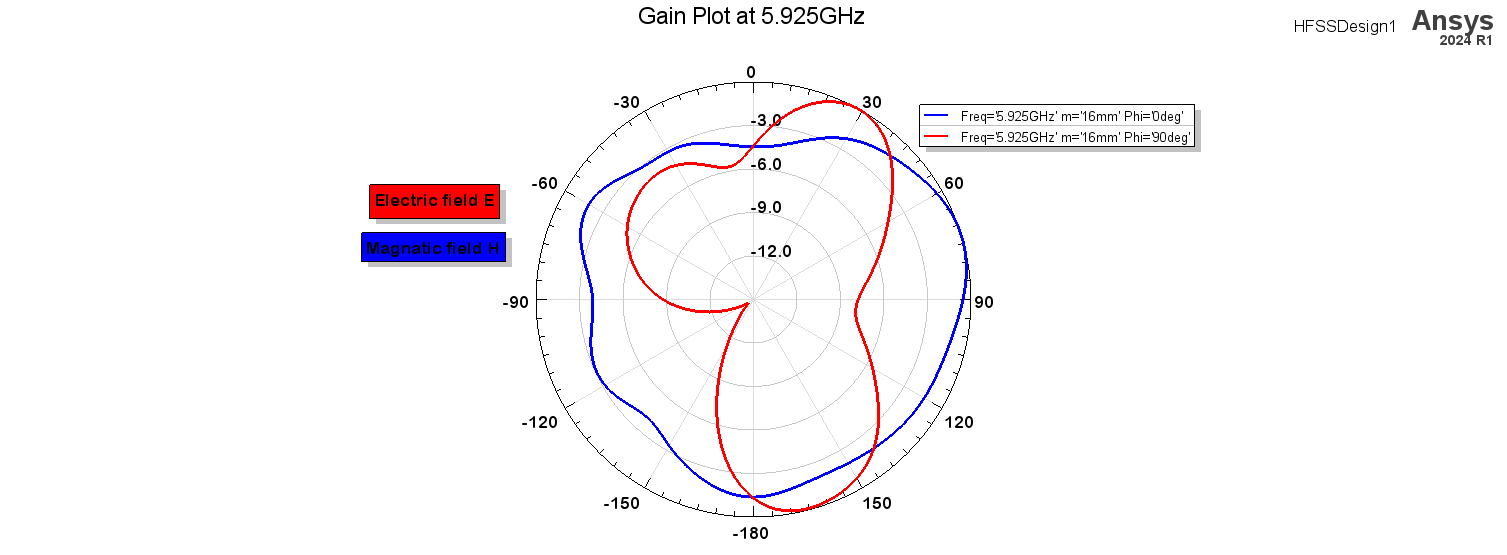 Gain Plot at 5.925GHz
HFSSDesign1
Ansys
2024 R1
0
-30
30
-3.0
Freq='5.925GHz' m='16mm' Phi='0deg'
Freq='5.925GHz' m='16mm' Phi='90deg'
-6.0
-60
60
Electric field E
-9.0
Magnatic field H
-12.0
-90
90
-120
120
-150
150
-180